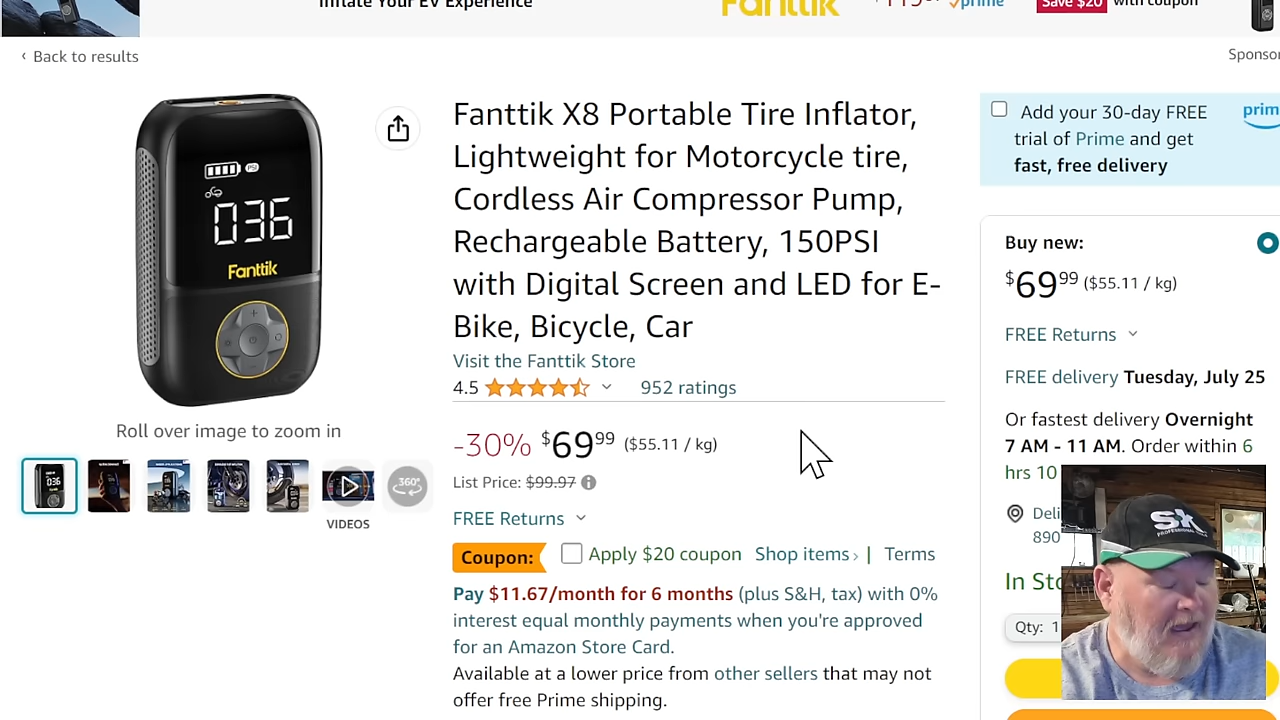 Inflate Your EV Experience
Fanttik
prime
Save $20 with coupon
‹ Back to results
PSI
036
Fanttik
Roll over image to zoom in
036
360°
VIDEOS
Fanttik X8 Portable Tire Inflator,
Lightweight for Motorcycle tire,
Cordless Air Compressor Pump,
Rechargeable Battery, 150PSI
with Digital Screen and LED for E-
Bike, Bicycle, Car
Visit the Fanttik Store
4.5 952 ratings
-30% $69 99 ($55.11 / kg)
List Price: $99.97
FREE Returns
Coupon: Apply $20 coupon Shop items › | Terms
Pay $11.67/month for 6 months (plus S&H, tax) with 0%
interest equal monthly payments when you're approved
for an Amazon Store Card.
Available at a lower price from other sellers that may not
offer free Prime shipping.
Add your 30-day FREE
trial of Prime and get
fast, free delivery
Buy new:
$69 99 ($55.11 / kg)
FREE Returns
FREE delivery Tuesday, July 25
Or fastest delivery Overnight
7 AM - 11 AM. Order within 6
hrs 10
890
Qty: 1
SK
PROFESSIONAL